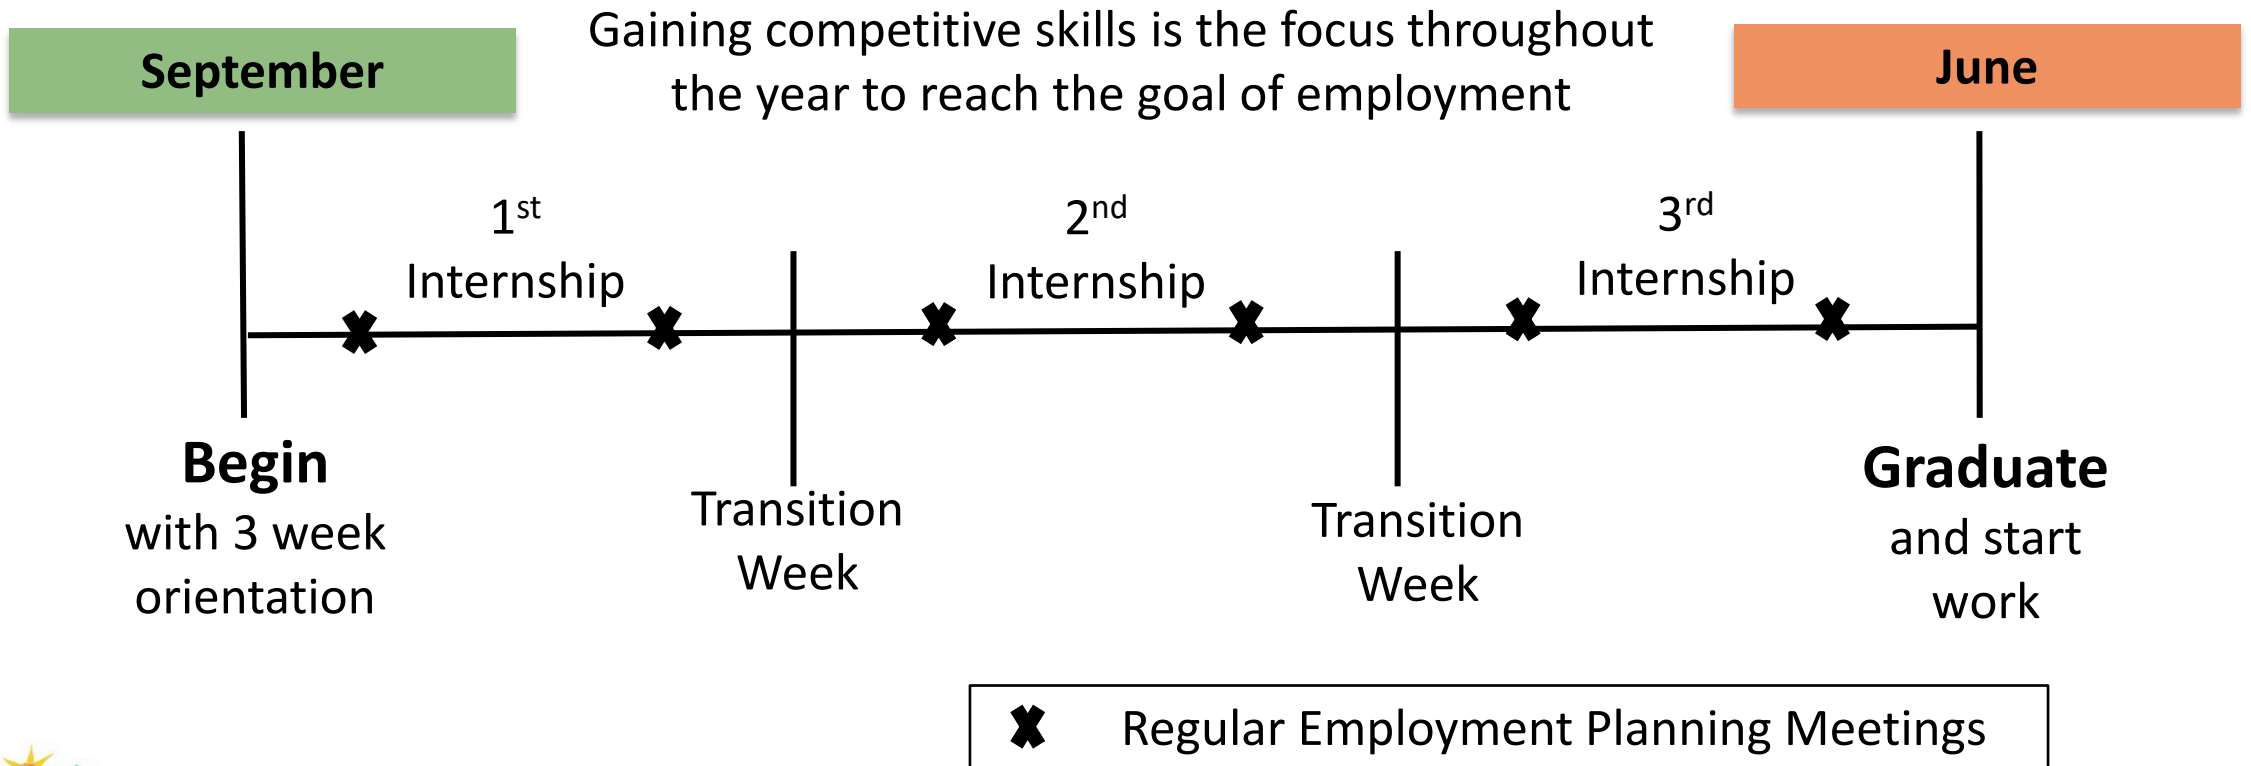 September
Gaining competitive skills is the focus throughout
the year to reach the goal of employment
June
1st
Internship
2nd
Internship
3rd
Internship
Begin
with 3 week
orientation
Transition
Week
Transition
Week
Graduate
and start
work
Regular Employment Planning Meetings